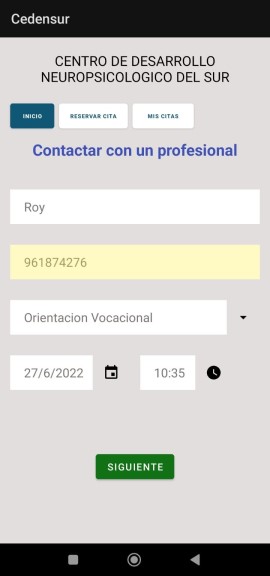 Cedensur
CENTRO DE DESARROLLO
NEUROPSICOLOGICO DEL SUR
INICIO
RESERVAR CITA
MIS CITAS
Contactar con un profesional
Roy
961874276
Orientacion Vocacional
27/6/2022
10:35
SIGUIENTE